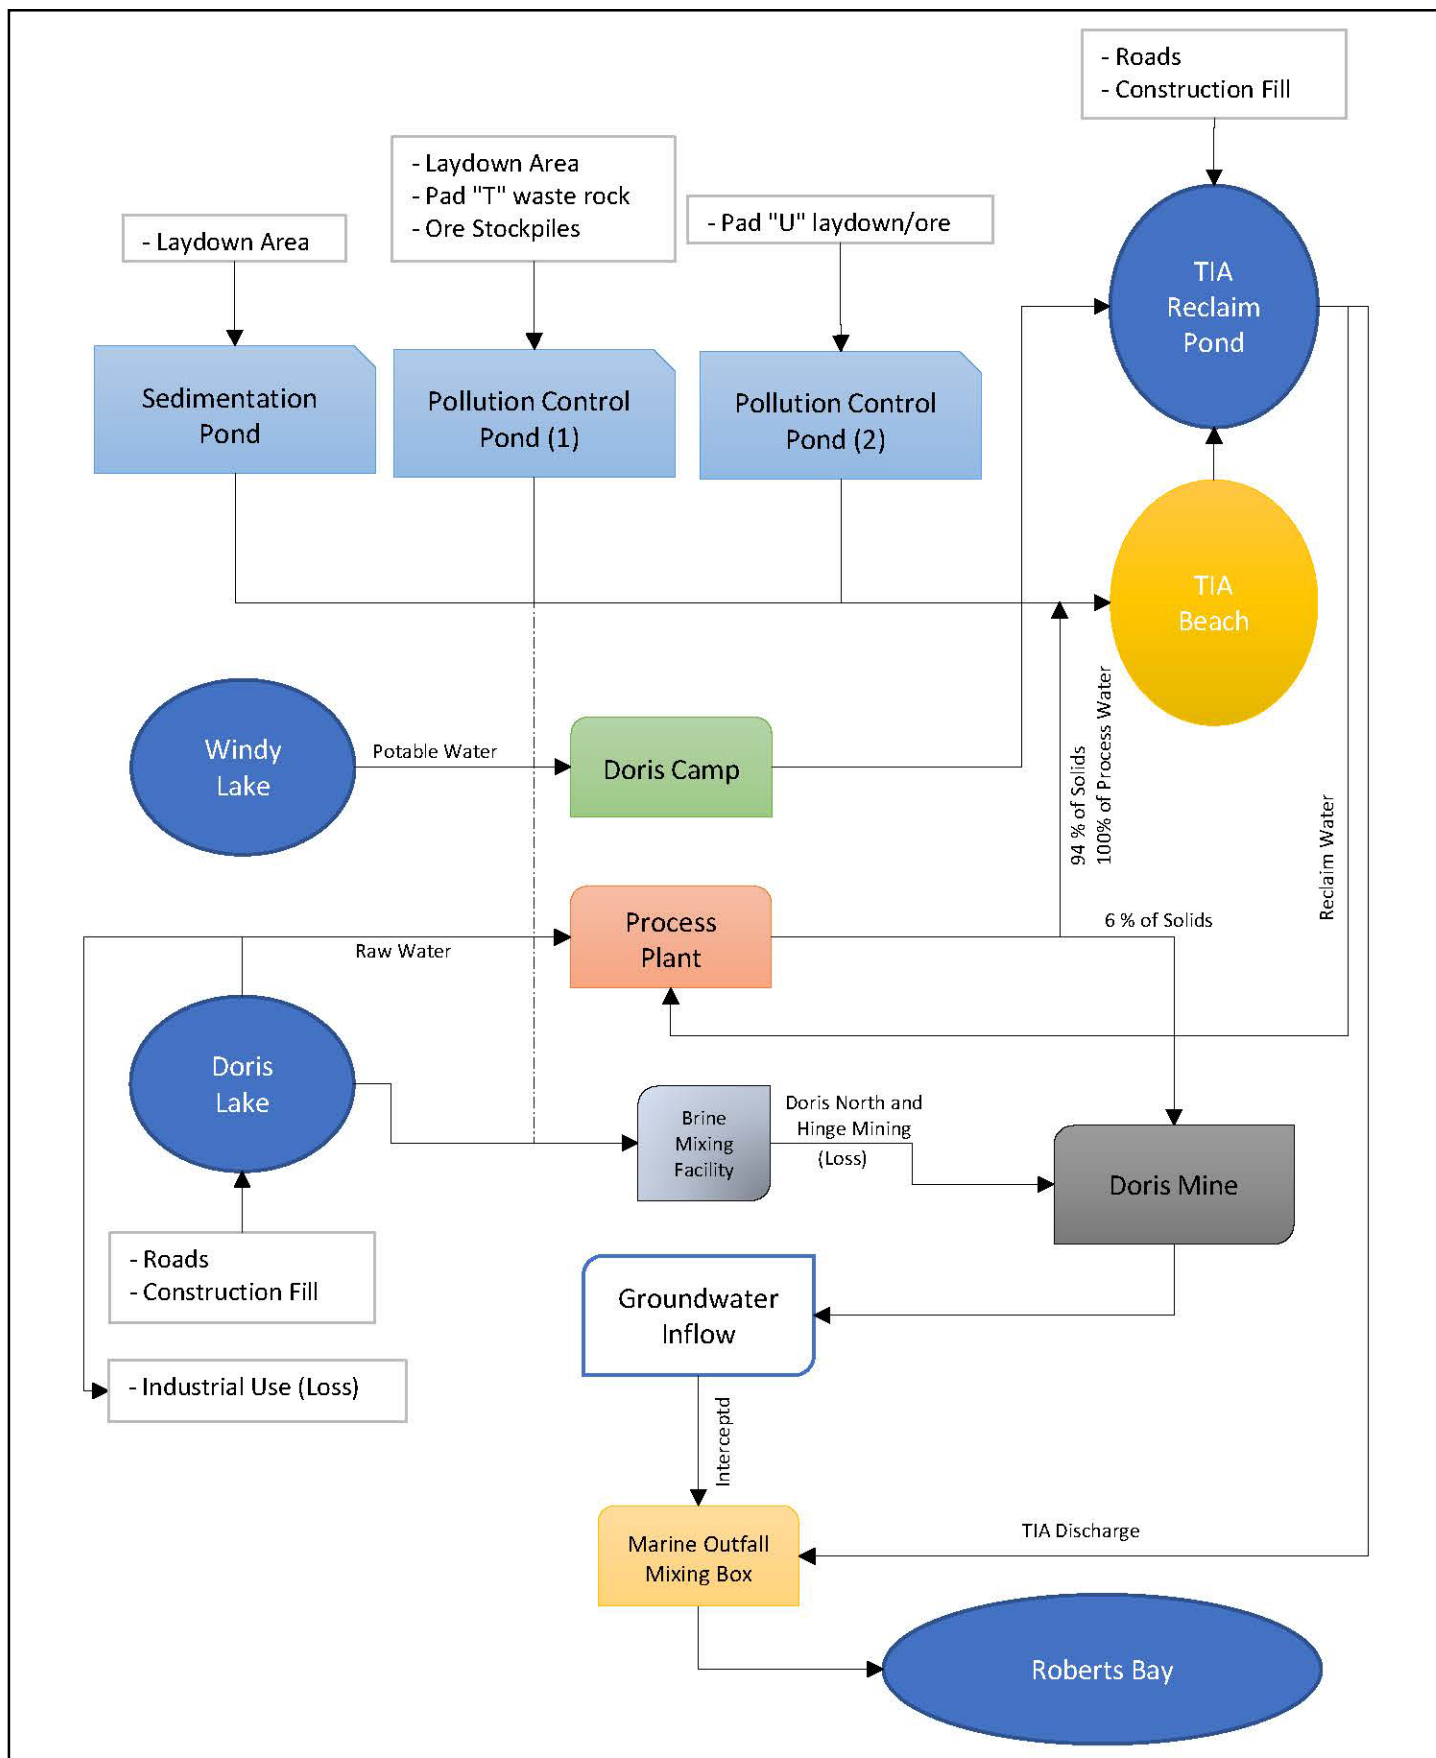 - Roads
- Construction Fill
- Laydown Area
- Pad "T" waste rock
- Ore Stockpiles
- Laydown Area
- Pad "U" laydown/ore
TIA
Reclaim
Pond
Sedimentation
Pond
Pollution Control
Pond (1)
Pollution Control
Pond (2)
TIA
Beach
Windy
Lake
Potable Water
Doris Camp
94 % of Solids
100% of Process Water
Reclaim Water
Raw Water
Process
Plant
6 % of Solids
Doris
Lake
Brine
Mixing
Facility
Doris North and
Hinge Mining
(Loss)
Doris Mine
- Roads
- Construction Fill
Groundwater
Inflow
- Industrial Use (Loss)
Interceptd
Marine Outfall
Mixing Box
TIA Discharge
Roberts Bay